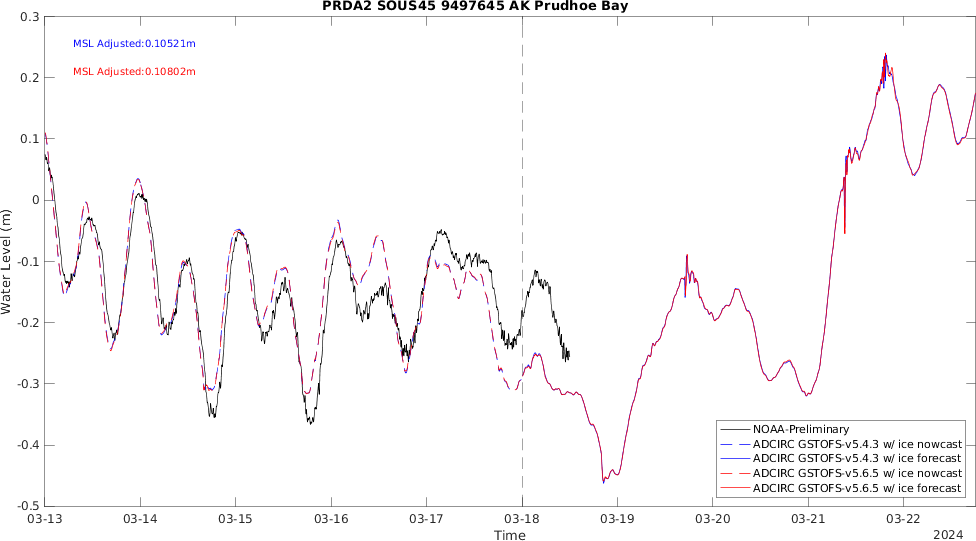 PRDA2 SOUS45 9497645 AK Prudhoe Bay
0.3
MSL Adjusted:0.10521m
MSL Adjusted:0.10802m
0.2
0.1
0
-0.1
-0.2
-0.3
-0.4
-0.5
Water Level (m)
NOAA-Preliminary
ADCIRC GSTOFS-v5.4.3 w/ ice nowcast
ADCIRC GSTOFS-v5.4.3 w/ ice forecast
ADCIRC GSTOFS-v5.6.5 w/ ice nowcast
ADCIRC GSTOFS-v5.6.5 w/ ice forecast
03-13 03-14 03-15 03-16 03-17 03-18 03-19 03-20 03-21 03-22
Time
2024